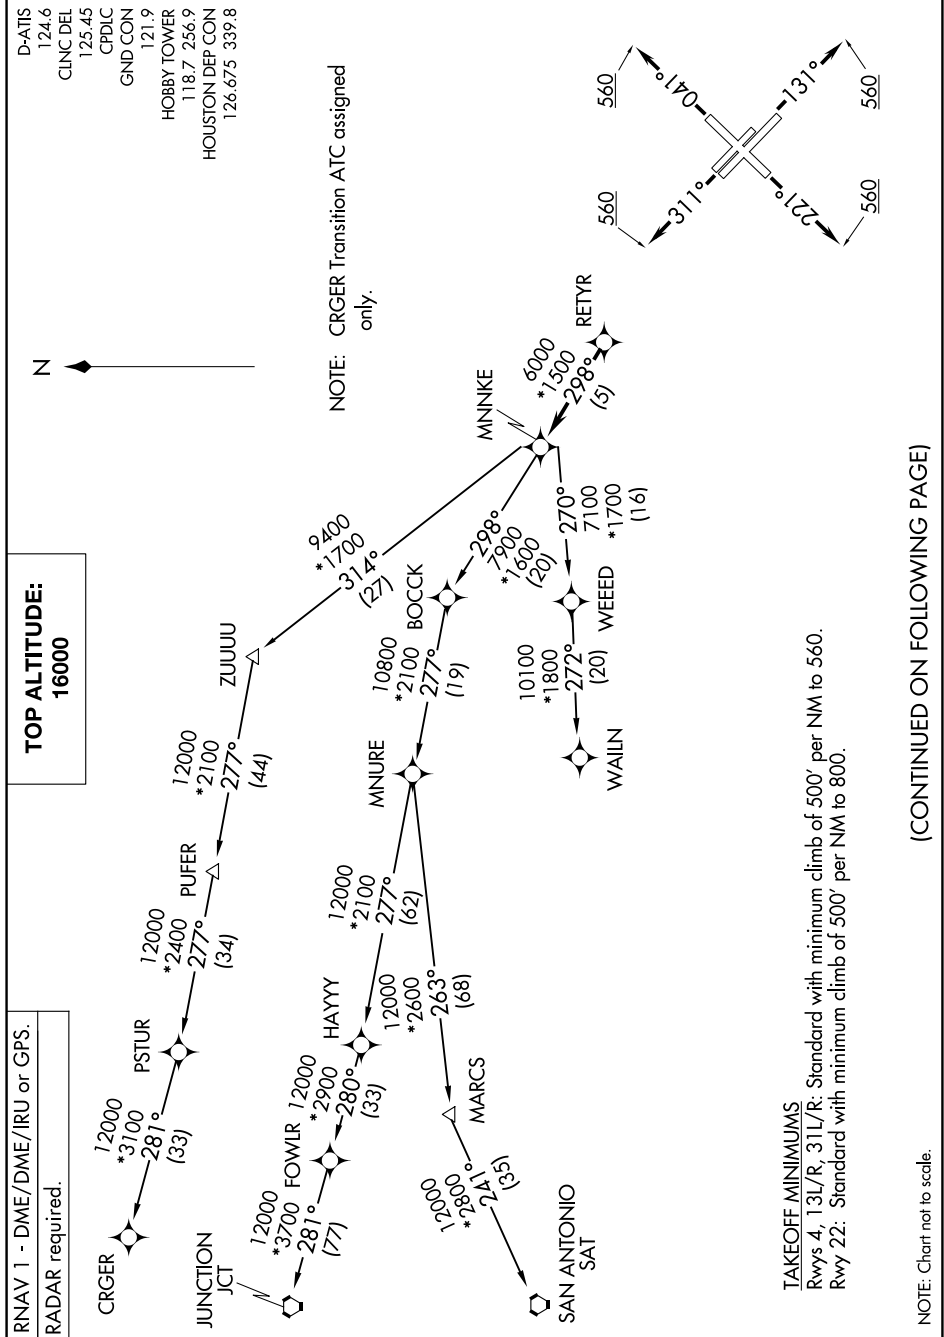 RNAV 1 - DME/DME/IRU or GPS.
RADAR required.
TOP ALTITUDE:
16000
D-ATIS
124.6
CLNC DEL
125.45
CPDLC
GND CON
121.9
HOBBY TOWER
118.7 256.9
HOUSTON DEP CON
126.675 339.8
N
NOTE: CRGER Transition ATC assigned
only.
CRGER
12000
*3100
281°
(33)
PSTUR
12000
*2400
277°
(34)
PUFER
12000
*2100
277°
(44)
ZUUUU
9400
*1700
314°
(27)
JUNCTION
JCT
12000
*3700
281°
(77)
FOWLR
12000
*2900
280°
(33)
HAYYY
12000
*2100
277°
(62)
MNURE
10800
*2100
277°
(19)
BOCCK
298°
7900
*1600
(20)
MNNKE
6000
*1500
298°
(5)
RETYR
SAN ANTONIO
SAT
12000
*2800
241°
(35)
MARCS
12000
*2600
263°
(68)
WAILN
10100
*1800
272°
(20)
WEEED
270°
7100
*1700
(16)
560
311°
560
041°
560
221°
560
131°
TAKEOFF MINIMUMS
Rwys 4, 13L/R, 31L/R: Standard with minimum climb of 500' per NM to 560.
Rwy 22: Standard with minimum climb of 500' per NM to 800.
(CONTINUED ON FOLLOWING PAGE)
NOTE: Chart not to scale.